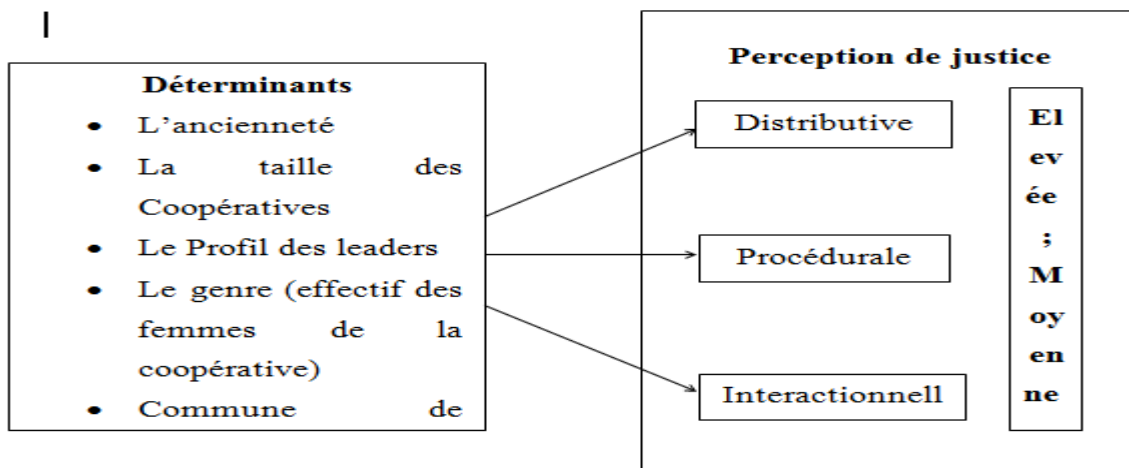 Déterminants
• L'ancienneté
• La taille des
Coopératives
• Le Profil des leaders
• Le genre (effectif des
femmes de la
coopérative)
• Commune de
Perception de justice
Distributive
Procédurale
Interactionnell
El
ev
ée
;
M
oy
en
ne